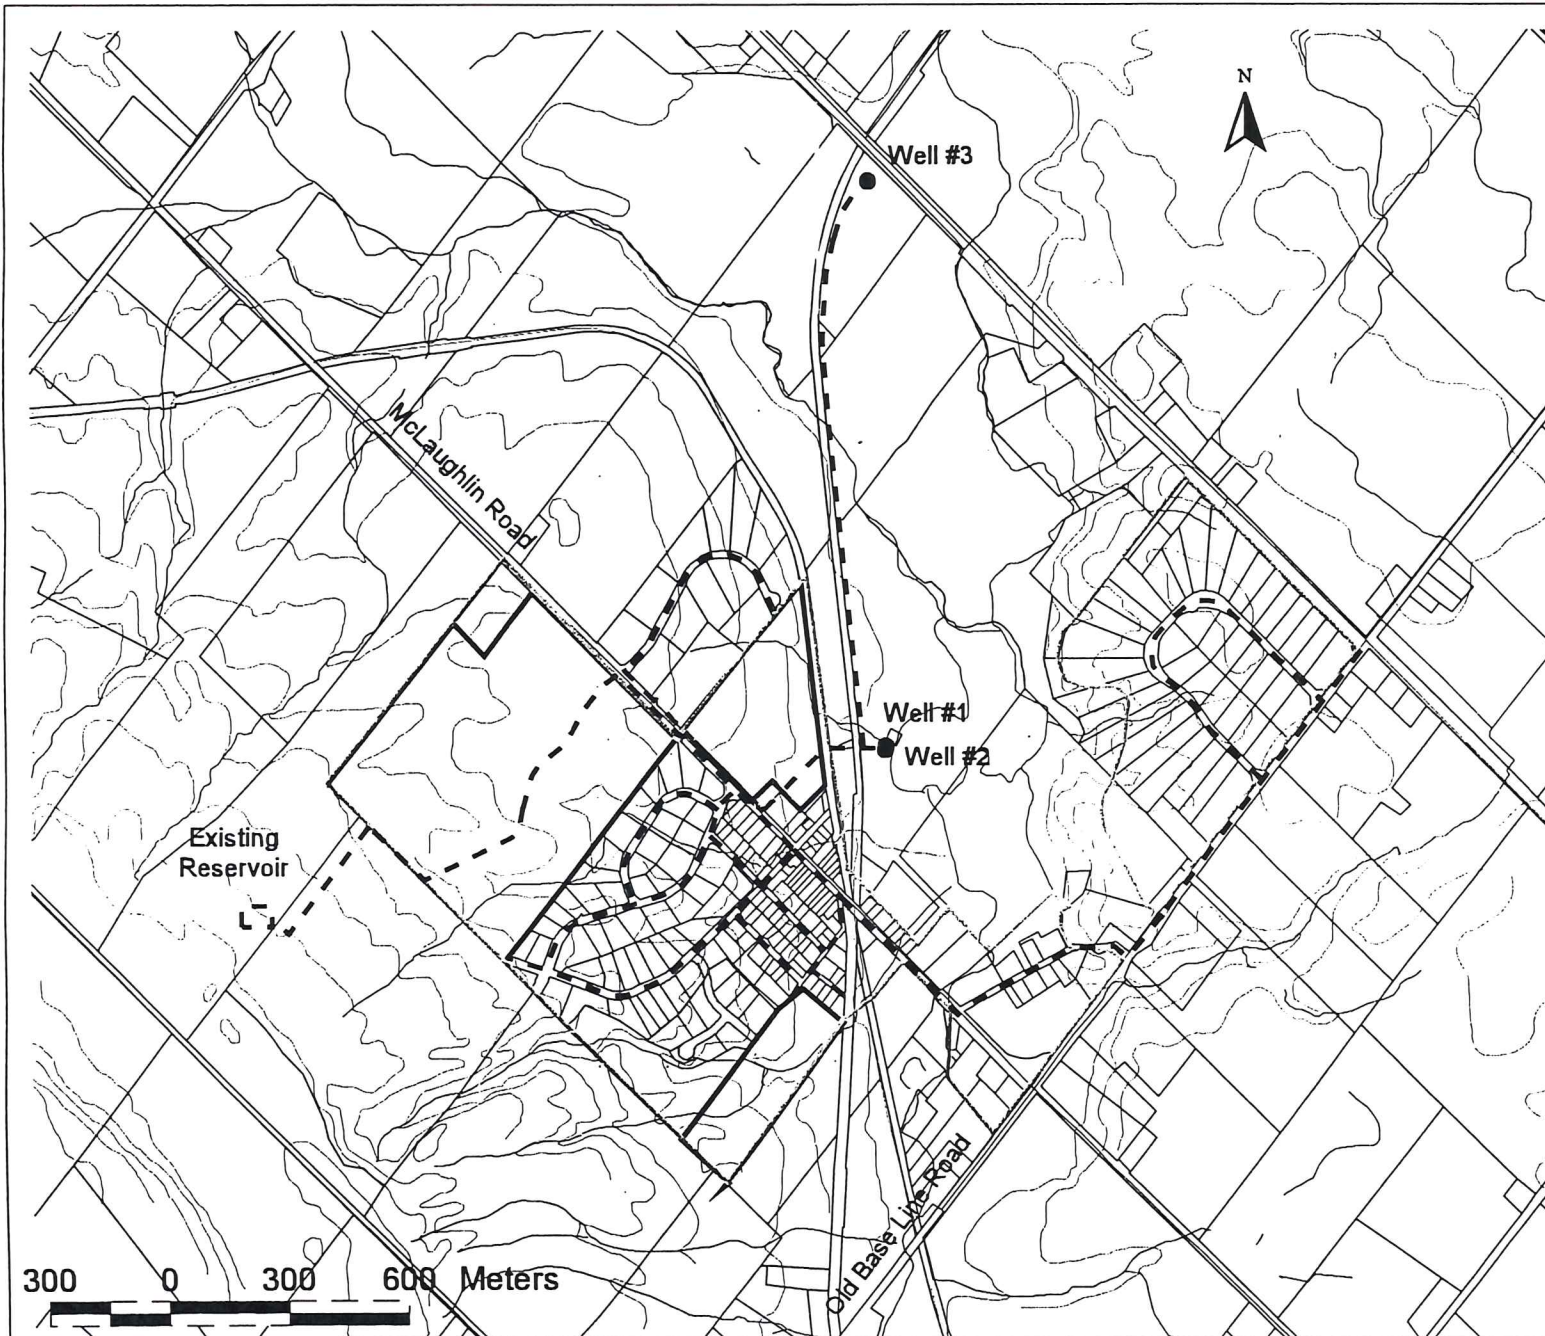 N
Well #3
McLaughlin Road
Well #1
Well #2
Existing
Reservoir
Old Base Line Road
300 0 300 600 Meters